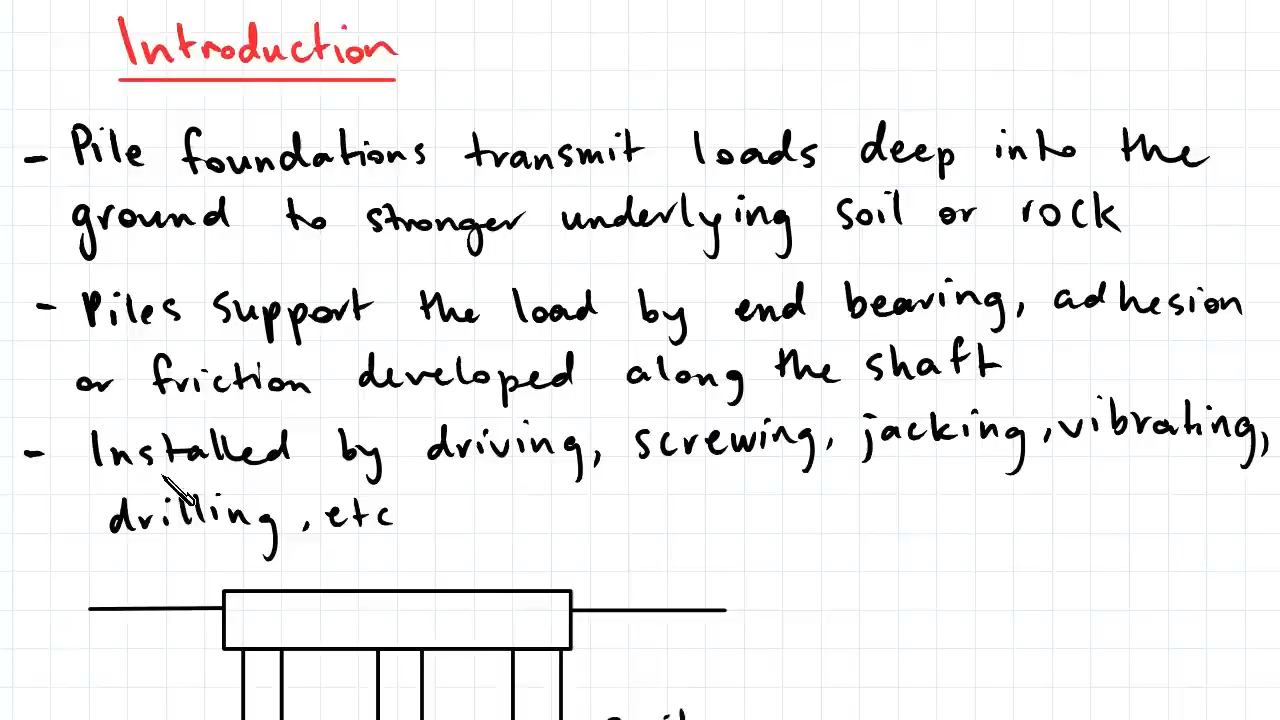 Introduction
- Pile foundations transmit loads deep into the
ground to stronger underlying soil or rock
- Piles support the load by end bearing, adhesion
or friction developed along the shaft
- Installed by driving, screwing, jacking, vibrating,
drilling, etc